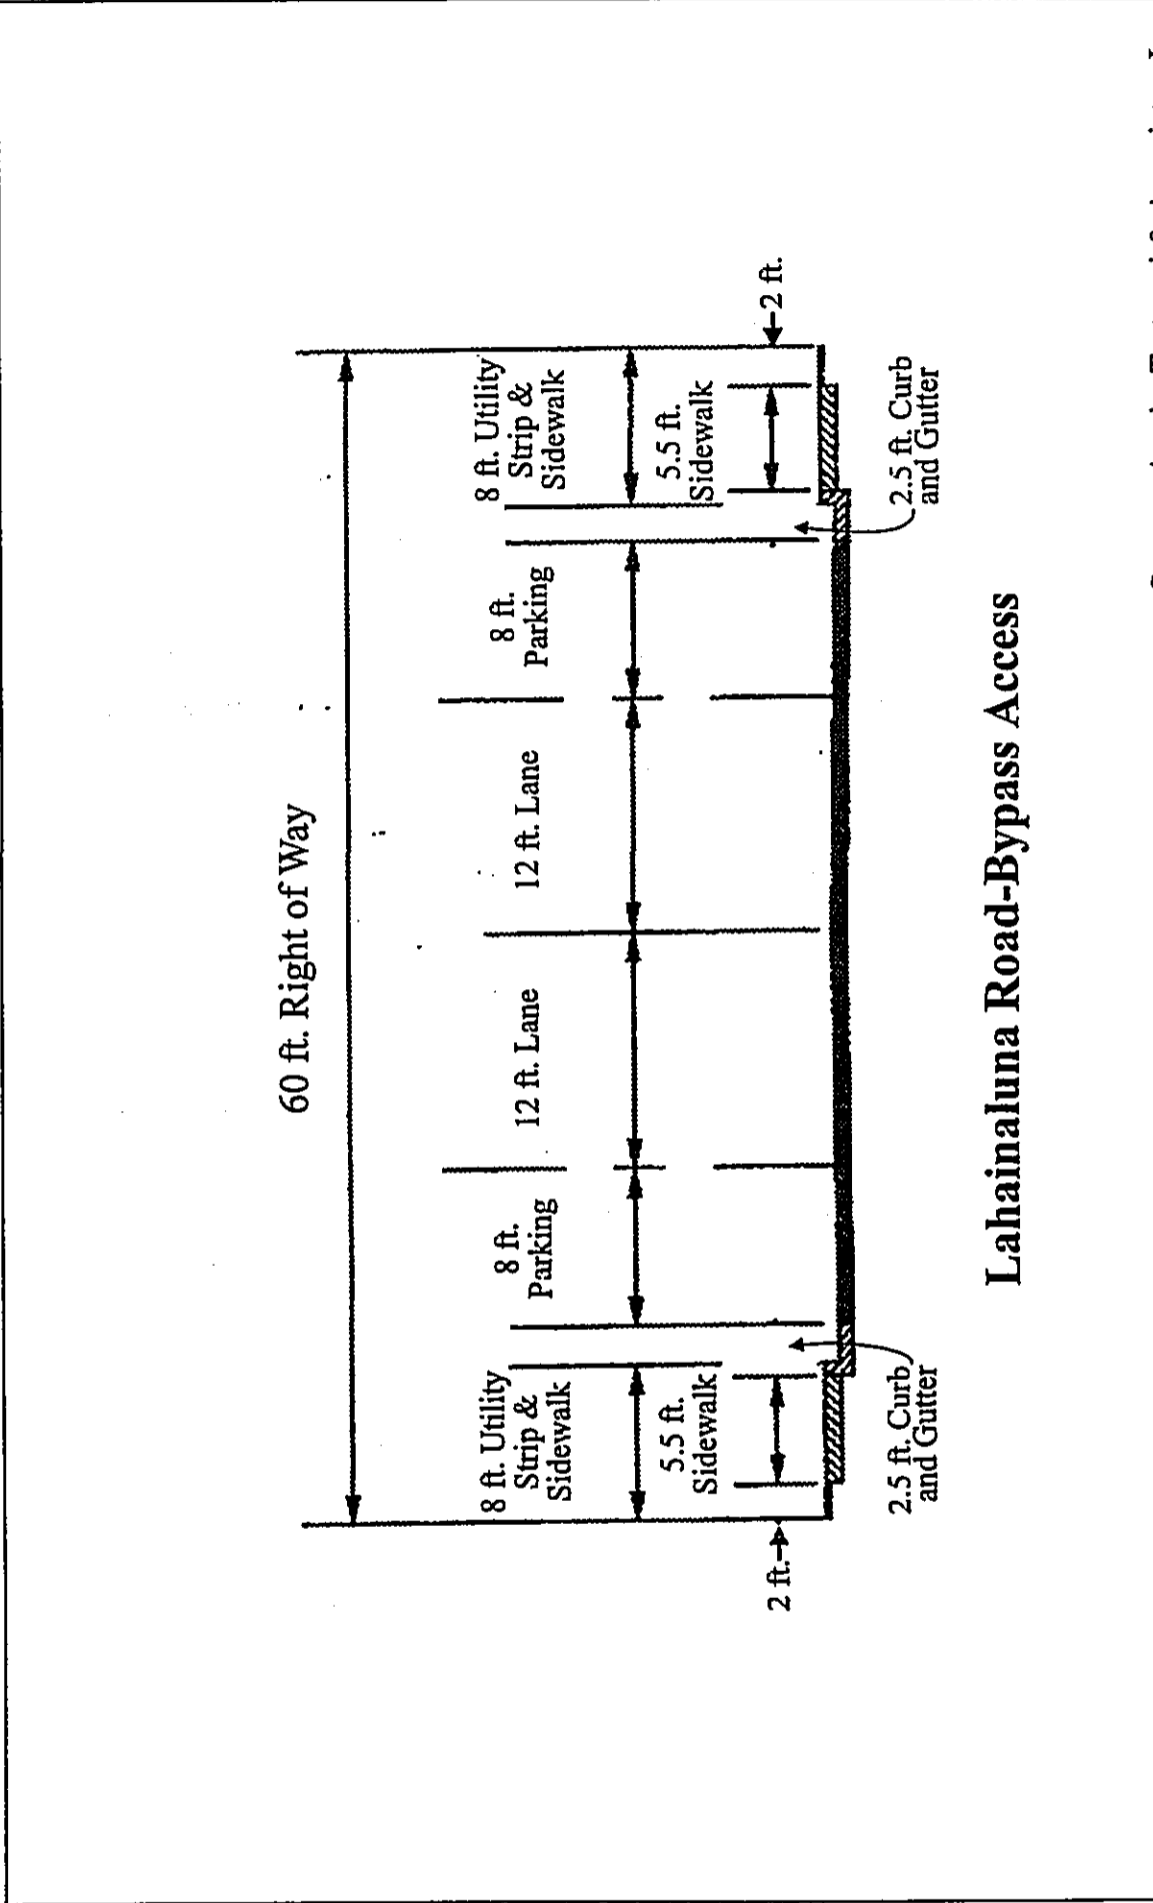 60 ft. Right of Way
8 ft. Utility
Strip &
Sidewalk
8 ft.
Parking
12 ft. Lane
12 ft. Lane
8 ft.
Parking
8 ft. Utility
Strip &
Sidewalk
5.5 ft.
Sidewalk
5.5 ft.
Sidewalk
2 ft.
2 ft.
2.5 ft. Curb
and Gutter
2.5 ft. Curb
and Gutter
Lahainaluna Road-Bypass Access